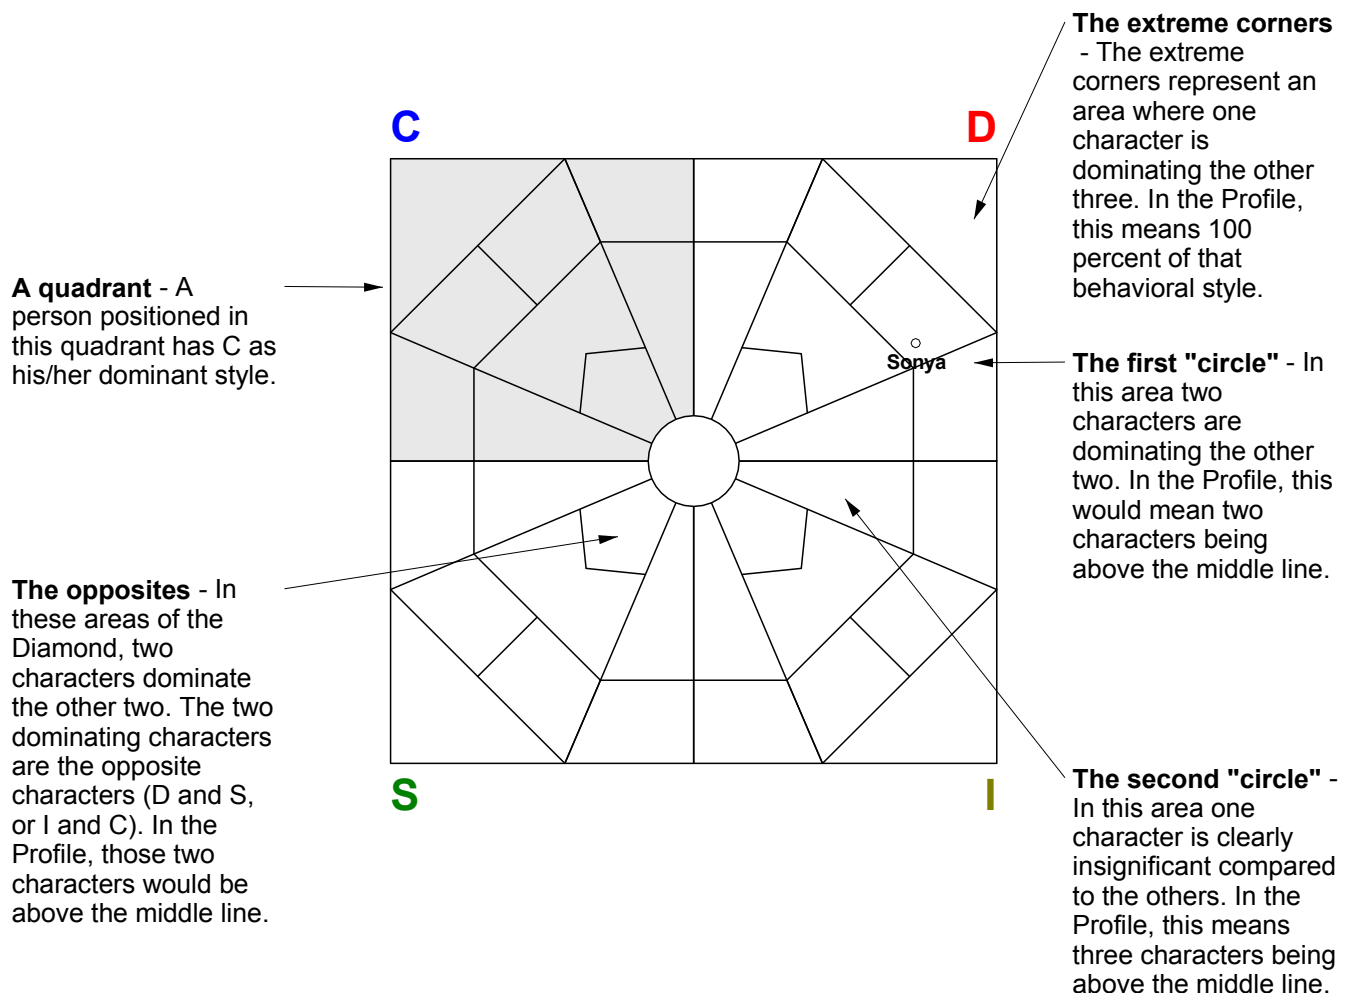 The extreme corners
- The extreme
corners represent an
area where one
character is
dominating the other
three. In the Profile,
this means 100
percent of that
behavioral style.
C
D
A quadrant - A
person positioned in
this quadrant has C as
his/her dominant style.
Sonya
The first "circle" - In
this area two
characters are
dominating the other
two. In the Profile, this
would mean two
characters being
above the middle line.
The opposites - In
these areas of the
Diamond, two
characters dominate
the other two. The two
dominating characters
are the opposite
characters (D and S,
or I and C). In the
Profile, those two
characters would be
above the middle line.
S
I
The second "circle" -
In this area one
character is clearly
insignificant compared
to the others. In the
Profile, this means
three characters being
above the middle line.